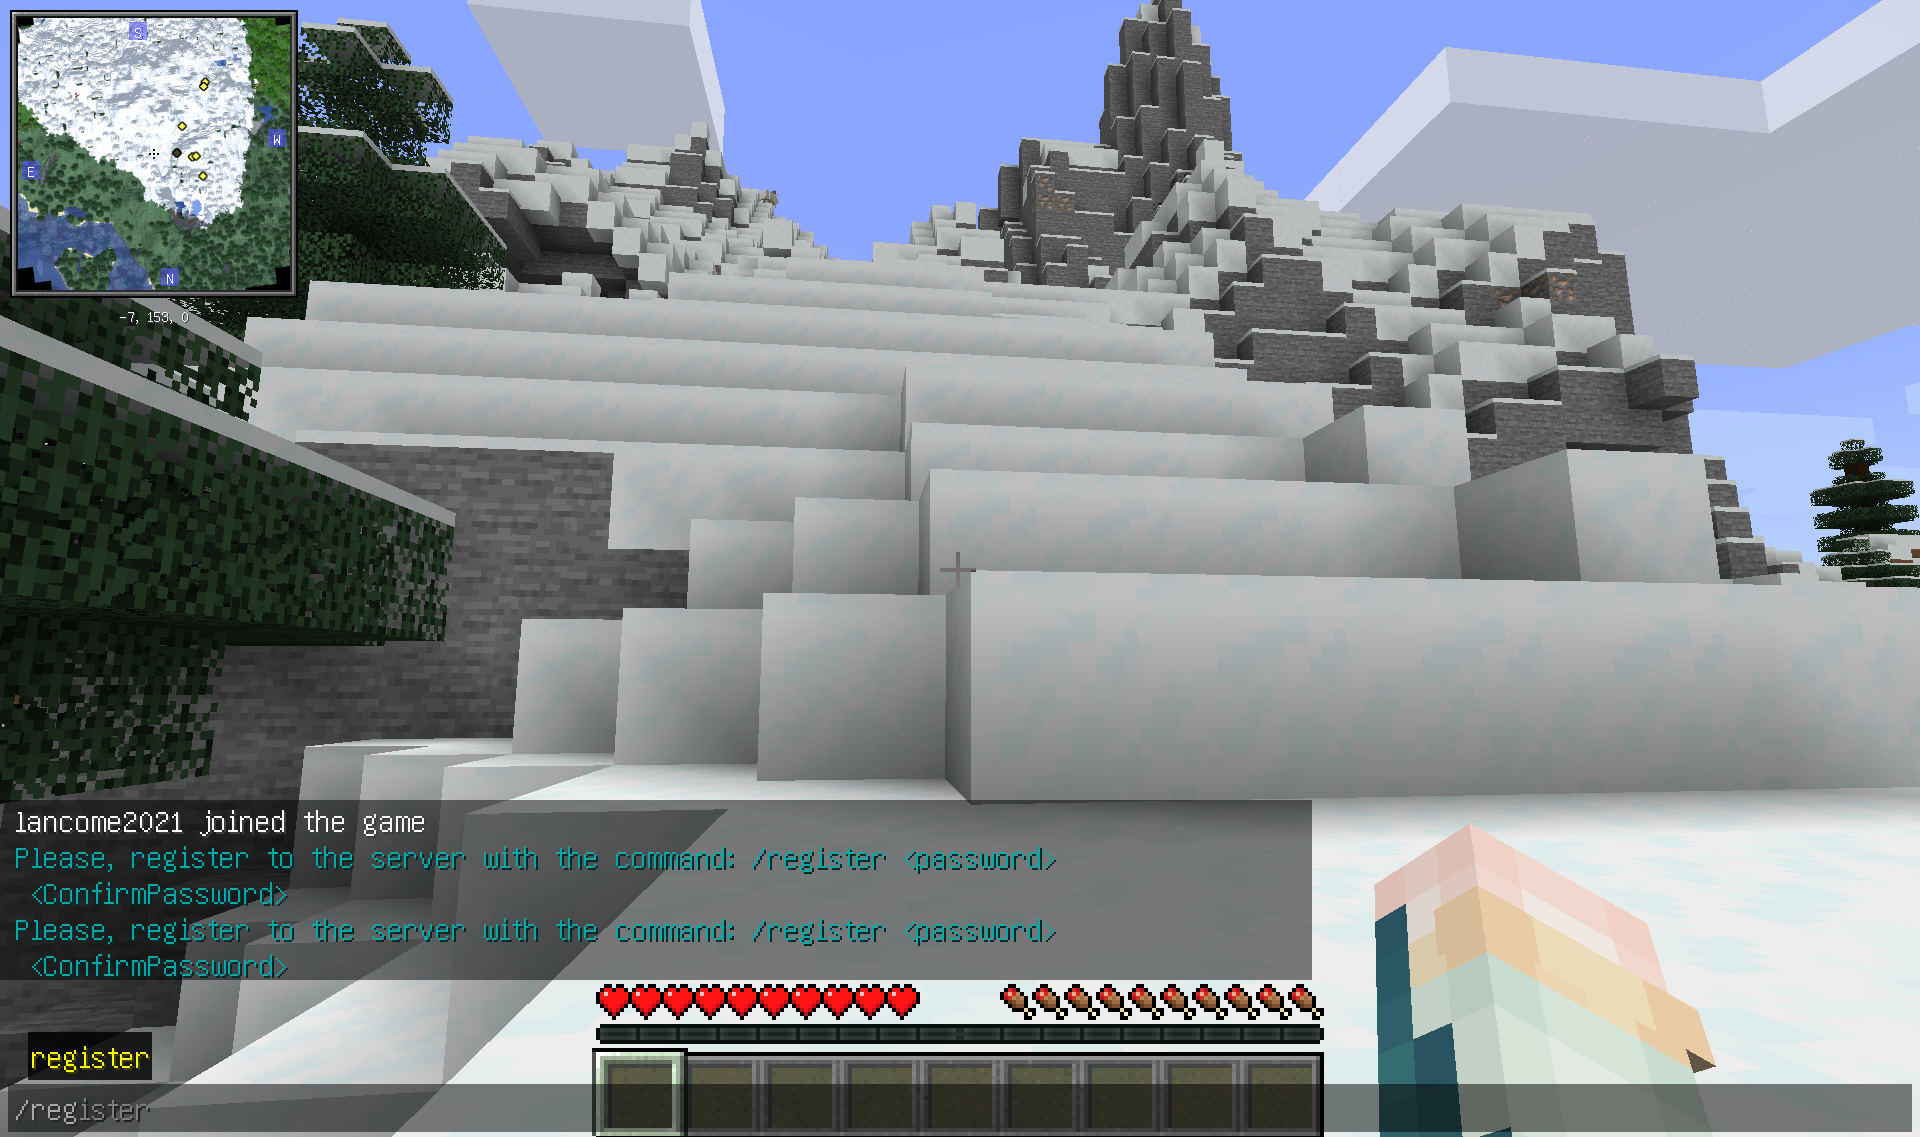 S
W
E
N
-7, 153, 0
lancome2021 joined the game
Please, register to the server with the command: /register <password>
<ConfirmPassword>
Please, register to the server with the command: /register <password>
<ConfirmPassword>
register
/register